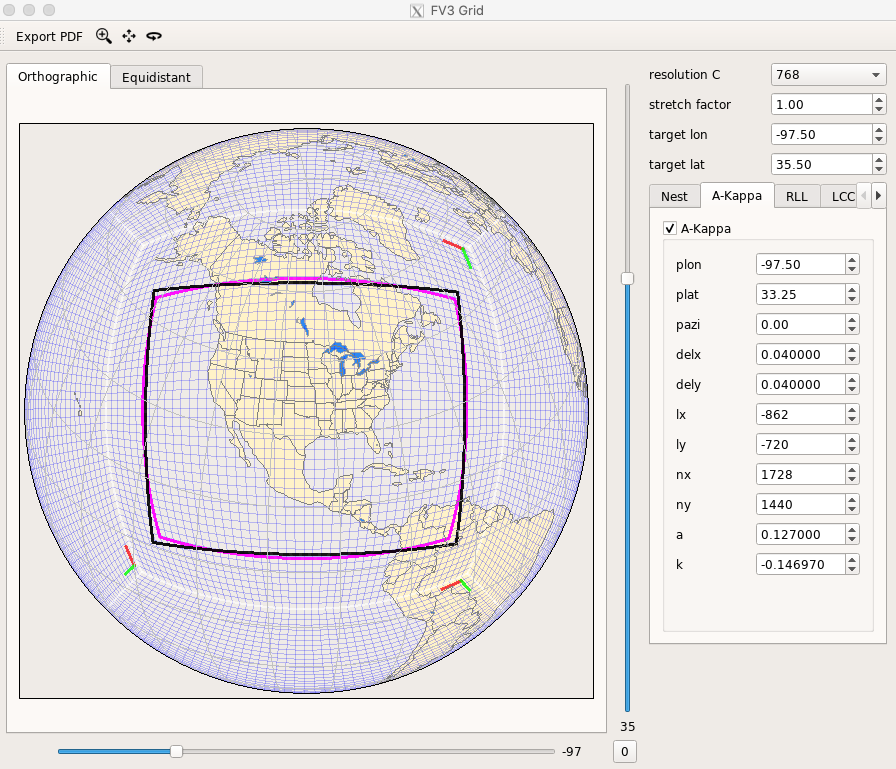 FV3 Grid
Export PDF
Orthographic
Equidistant
resolution C 768
stretch factor 1.00
target lon -97.50
target lat 35.50
Nest A-Kappa RLL LCC
A-Kappa
plon -97.50
plat 33.25
pazi 0.00
delx 0.040000
dely 0.040000
lx -862
ly -720
nx 1728
ny 1440
a 0.127000
k -0.146970
35
-97
0